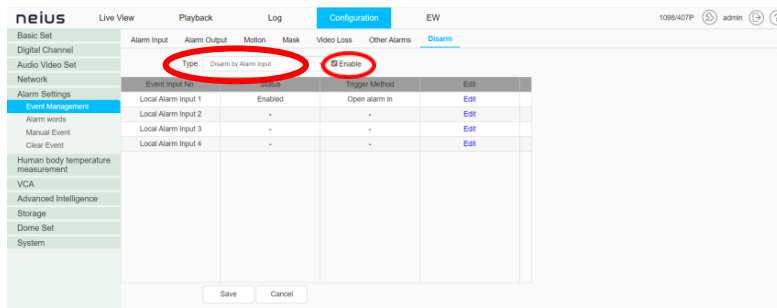 neius Live View Playback Log Configuration EW 1098/407P admin
Basic Set
Digital Channel
Audio Video Set
Network
Alarm Settings
Event Management
Alarm words
Manual Event
Clear Event
Human body temperature
measurement
VCA
Advanced Intelligence
Storage
Dome Set
System
Alarm Input Alarm Output Motion Mask Video Loss Other Alarms Disarm
Type Disarm by Alarm Input Enable
Event Input No. Status Trigger Method Edit
Local Alarm Input 1 Enabled Open alarm in Edit
Local Alarm Input 2 - - Edit
Local Alarm Input 3 - - Edit
Local Alarm Input 4 - - Edit
Save Cancel